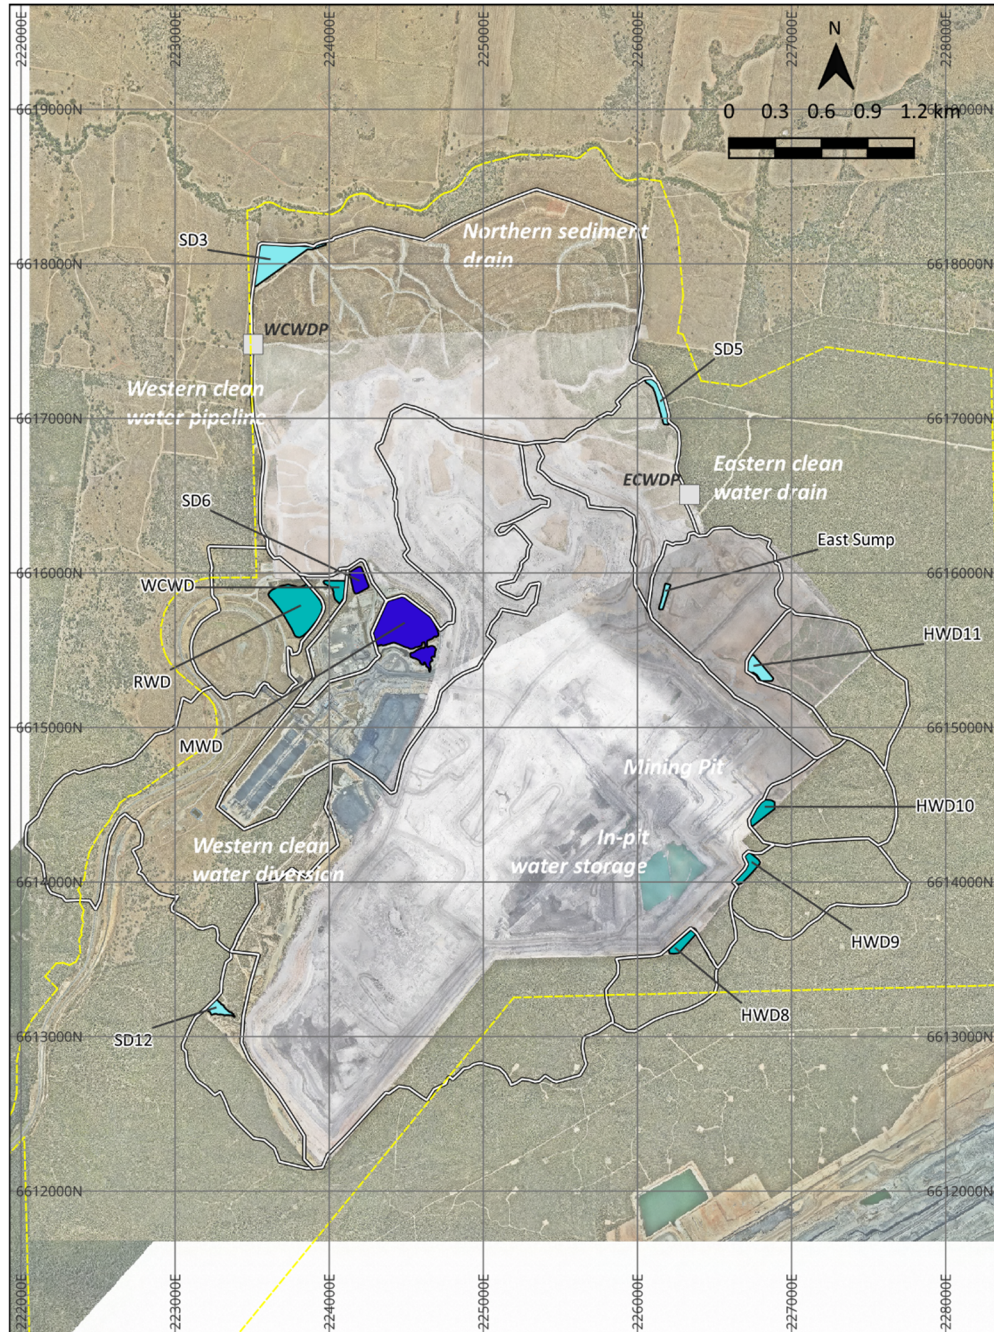 222000E
223000E
224000E
225000E
226000E
227000E
228000E
N
6619000N
6619000N
0 0.3 0.6 0.9 1.2 km
SD3
Northern sediment
drain
6618000N
6618000N
WCWDP
SD5
Western clean
water pipeline
6617000N
6617000N
ECWDP
Eastern clean
water drain
SD6
East Sump
6616000N
6616000N
WCWD
HWD11
RWD
MWD
6615000N
6615000N
Mining Pit
HWD10
In-pit
water storage
Western clean
water diversion
6614000N
6614000N
HWD9
HWD8
SD12
6613000N
6613000N
6612000N
6612000N
222000E
223000E
224000E
225000E
226000E
227000E
228000E